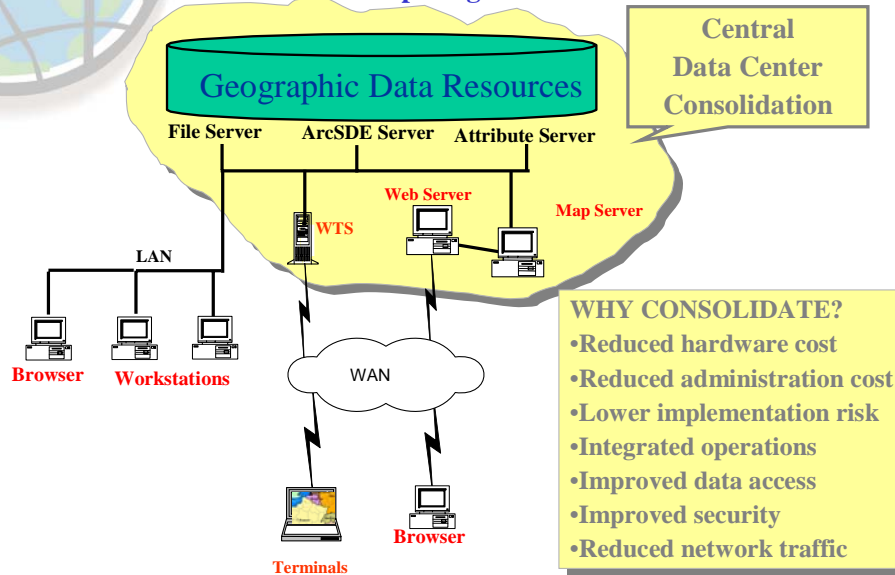 Central
Data Center
Consolidation
Geographic Data Resources
File Server
ArcSDE Server
Attribute Server
Web Server
Map Server
WTS
LAN
Browser
Workstations
WAN
Terminals
Browser
WHY CONSOLIDATE?
•Reduced hardware cost
•Reduced administration cost
•Lower implementation risk
•Integrated operations
•Improved data access
•Improved security
•Reduced network traffic